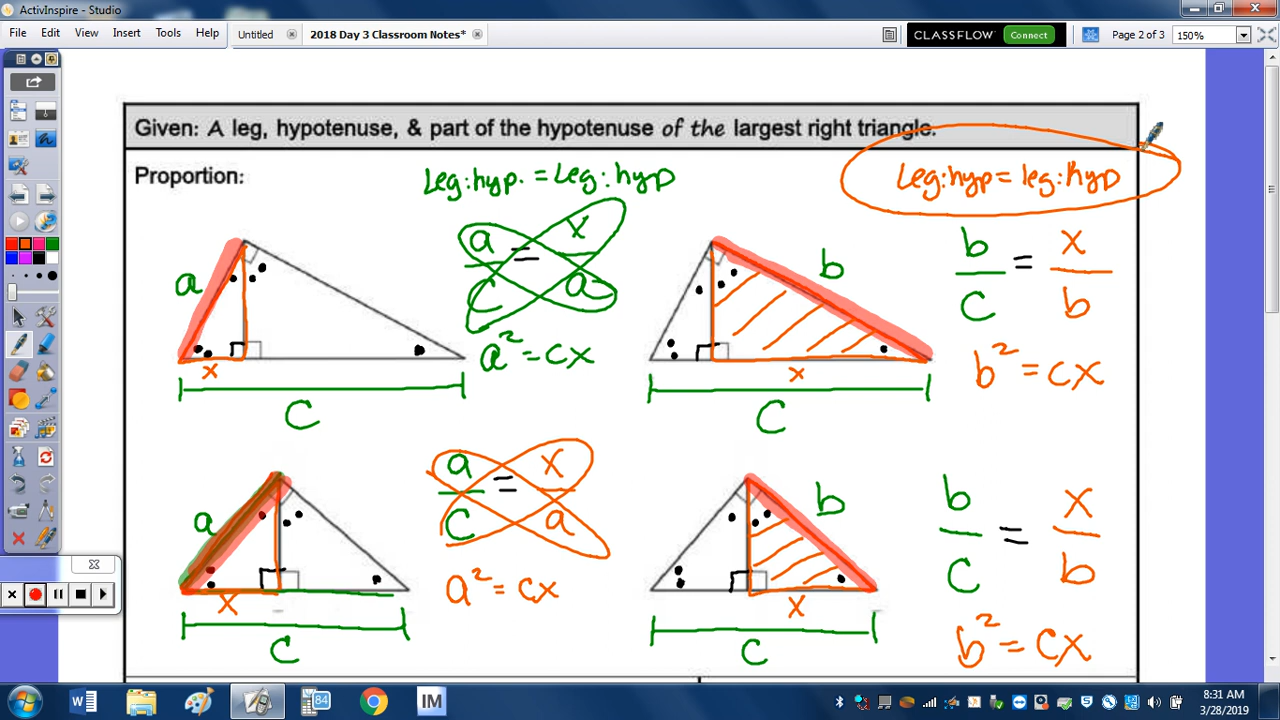 ActivInspire - Studio
File Edit View Insert Tools Help
Untitled
2018 Day 3 Classroom Notes*
CLASSFLOW Connect
Page 2 of 3
150%
Given: A leg, hypotenuse, & part of the hypotenuse of the largest right triangle.
Proportion:
Leg:hyp. = Leg:hyp
Leg:hyp = leg:hyp
a
a/C = x/a
a² = cx
x
C
b
b/C = x/b
b² = cx
x
C
a
a/C = x/a
a² = cx
x
C
b
b/C = x/b
b² = cx
x
C
84
IM
8:31 AM
3/28/2019